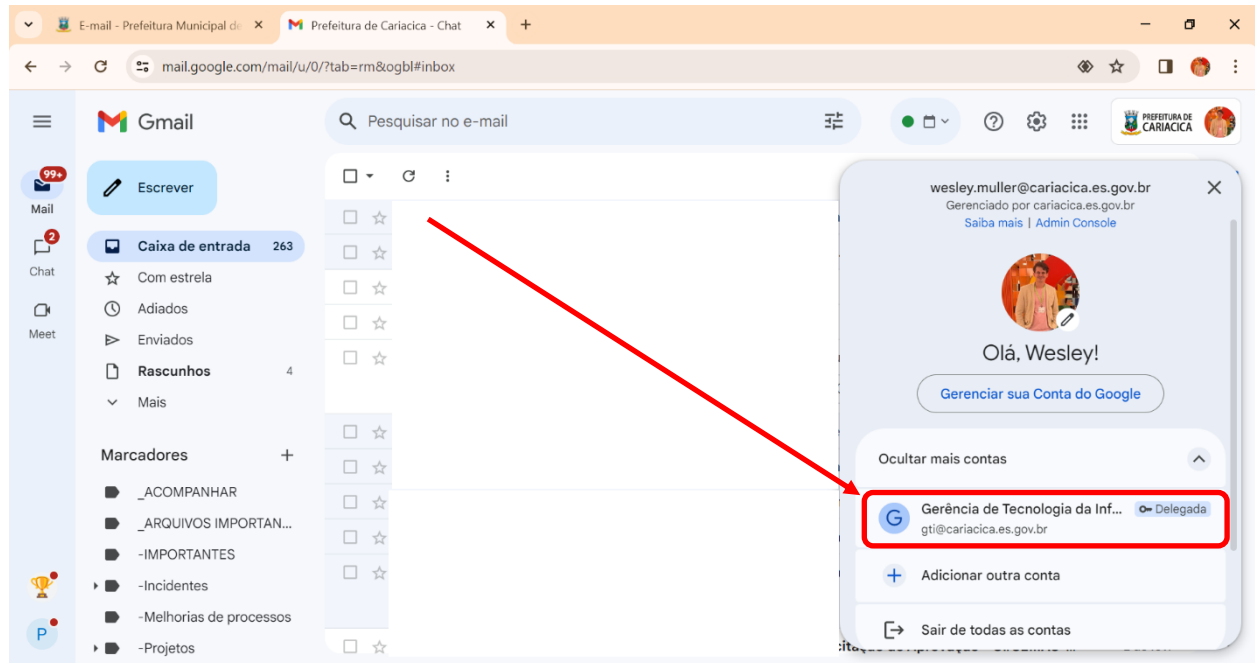 E-mail - Prefeitura Municipal de
Prefeitura de Cariacica - Chat
mail.google.com/mail/u/0/?tab=rm&ogbl#inbox
Gmail
Pesquisar no e-mail
PREFEITURA DE
CARIACICA
99+
Mail
2
Chat
Meet
P
Escrever
Caixa de entrada 263
Com estrela
Adiados
Enviados
Rascunhos 4
Mais
Marcadores
_ACOMPANHAR
_ARQUIVOS IMPORTAN...
-IMPORTANTES
-Incidentes
-Melhorias de processos
-Projetos
wesley.muller@cariacica.es.gov.br
Gerenciado por cariacica.es.gov.br
Saiba mais | Admin Console
Olá, Wesley!
Gerenciar sua Conta do Google
Ocultar mais contas
G
Gerência de Tecnologia da Inf... Delegada
gti@cariacica.es.gov.br
Adicionar outra conta
Sair de todas as contas